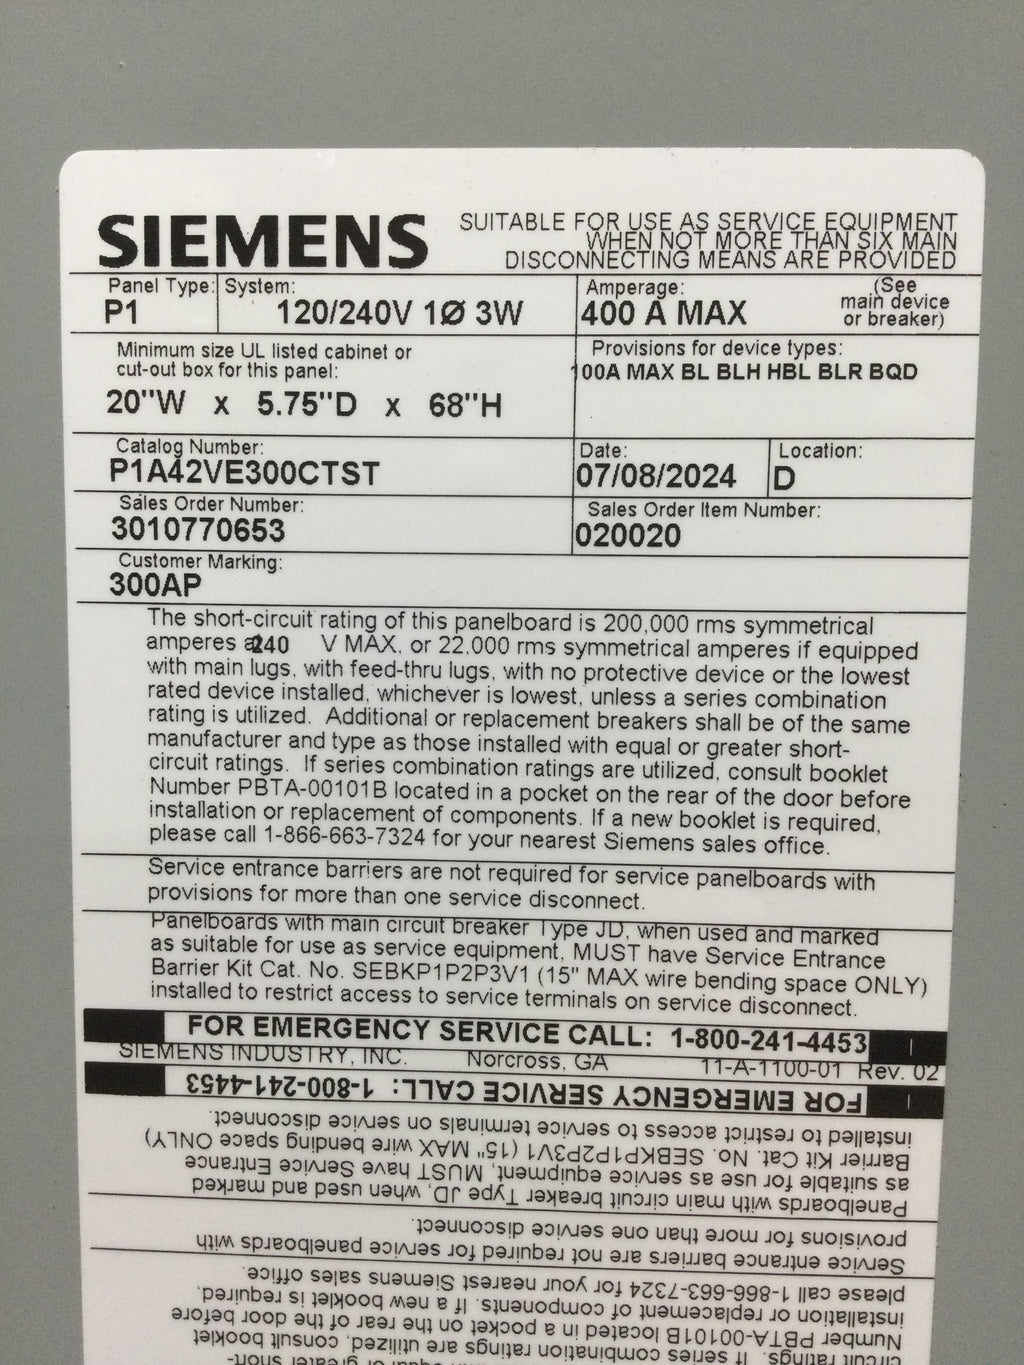 SIEMENS
SUITABLE FOR USE AS SERVICE EQUIPMENT
WHEN NOT MORE THAN SIX MAIN
DISCONNECTING MEANS ARE PROVIDED
Panel Type:
P1
System:
120/240V 1Ø 3W
Amperage:
400 A MAX
(See
main device
or breaker)
Minimum size UL listed cabinet or
cut-out box for this panel:
20"W x 5.75"D x 68"H
Provisions for device types:
100A MAX BL BLH HBL BLR BQD
Catalog Number:
P1A42VE300CTST
Date:
07/08/2024
Location:
D
Sales Order Number:
3010770653
Sales Order Item Number:
020020
Customer Marking:
300AP
The short-circuit rating of this panelboard is 200,000 rms symmetrical
amperes at 240 V MAX, or 22,000 rms symmetrical amperes if equipped
with main lugs, with feed-thru lugs, with no protective device or the lowest
rated device installed, whichever is lowest, unless a series combination
rating is utilized. Additional or replacement breakers shall be of the same
manufacturer and type as those installed with equal or greater short-
circuit ratings. If series combination ratings are utilized, consult booklet
Number PBTA-00101B located in a pocket on the rear of the door before
installation or replacement of components. If a new booklet is required,
please call 1-866-663-7324 for your nearest Siemens sales office.
Service entrance barriers are not required for service panelboards with
provisions for more than one service disconnect.
Panelboards with main circuit breaker Type JD, when used and marked
as suitable for use as service equipment, MUST have Service Entrance
Barrier Kit Cat. No. SEBKP1P2P3V1 (15" MAX wire bending space ONLY)
installed to restrict access to service terminals on service disconnect.
FOR EMERGENCY SERVICE CALL: 1-800-241-4453
SIEMENS INDUSTRY, INC. Norcross, GA 11-A-1100-01 Rev. 02
FOR EMERGENCY SERVICE CALL: 1-800-241-4453
installed to restrict access to service terminals on service disconnect.
Barrier Kit Cat. No. SEBKP1P2P3V1 (15" MAX wire bending space ONLY)
as suitable for use as service equipment, MUST have Service Entrance
Panelboards with main circuit breaker Type JD, when used and marked
provisions for more than one service disconnect.
Service entrance barriers are not required for service panelboards with
please call 1-866-663-7324 for your nearest Siemens sales office.
installation or replacement of components. If a new booklet is required,
Number PBTA-00101B located in a pocket on the rear of the door before
circuit ratings. If series combination ratings are utilized, consult booklet